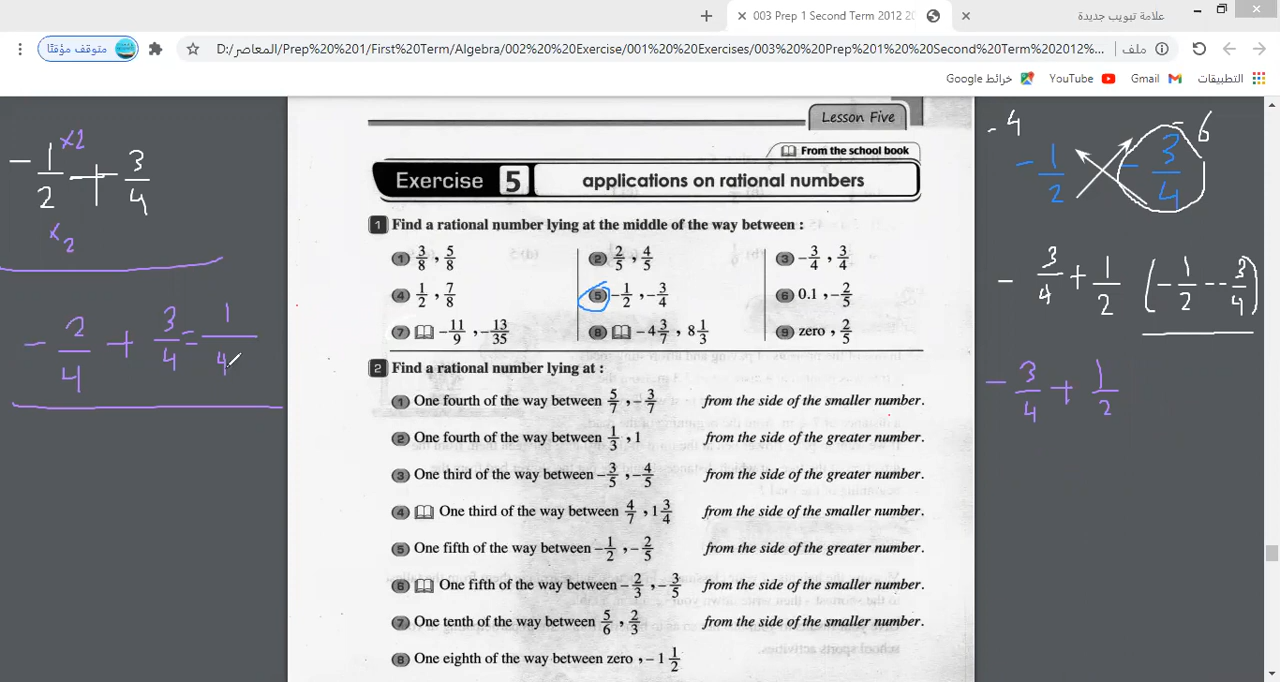 003 Prep 1 Second Term 2012 20
علامة تبويب جديدة
متوقف مؤقتًا
D:/Prep%20%201/First%20Term/Algebra/002%20%20Exercise/001%20%20Exercises/0
%20%20Prep%201%20%20Second%20Term%202012%...
ملف
خرائط Google
YouTube
Gmail
التطبيقات
Lesson Five
From the school book
Exercise 5 applications on rational numbers
1 Find a rational number lying at the middle of the way between :
1 3/8 , 5/8
2 2/5 , 4/5
3 -3/4 , 3/4
4 1/2 , 7/8
5 -1/2 , -3/4
6 0.1 , -2/5
7 -11/9 , -13/35
8 -4 3/7 , 8 1/3
9 zero , 2/5
2 Find a rational number lying at :
1 One fourth of the way between 5/7 , -3/7 from the side of the smaller number.
2 One fourth of the way between 1/3 , 1 from the side of the greater number.
3 One third of the way between -3/5 , -4/5 from the side of the greater number.
4 One third of the way between 4/7 , 1 3/4 from the side of the smaller number.
5 One fifth of the way between -1/2 , -2/5 from the side of the greater number.
6 One fifth of the way between -2/3 , -3/5 from the side of the smaller number.
7 One tenth of the way between 5/6 , 2/3 from the side of the smaller number.
8 One eighth of the way between zero , -1 1/2
-1/2 + -3/4
×2
×2
-2/4 + 3/4 = 1/4
-4
-6
-1/2 -3/4
-3/4 + 1/2 (-1/2 - -3/4)
-3/4 + 1/2